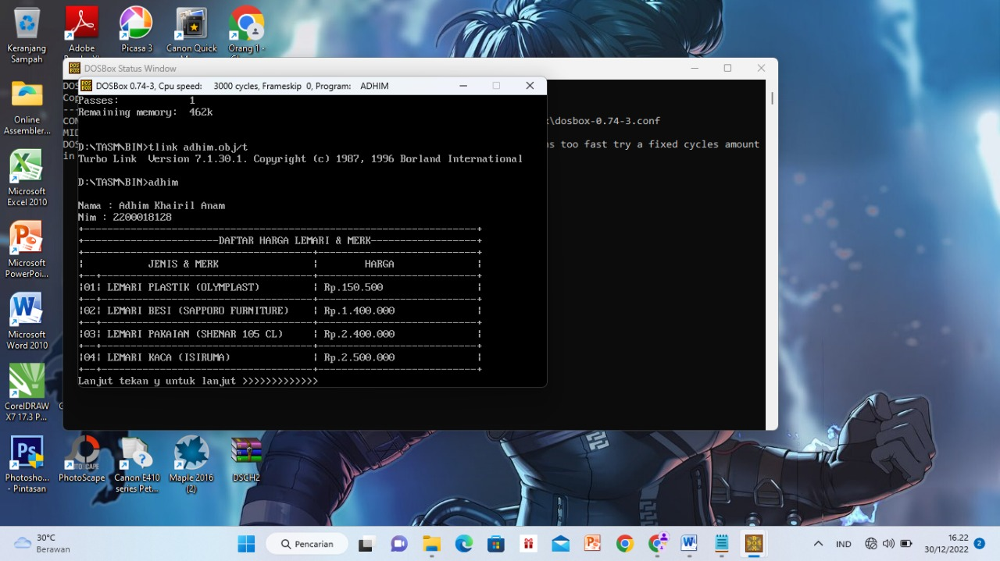 Keranjang
Sampah
Adobe
Picasa 3
Canon Quick
Orang 1 -
DOSBox Status Window
DOSBox 0.74-3, Cpu speed: 3000 cycles, Frameskip 0, Program: ADHIM
\dosbox-0.74-3.conf
too fast try a fixed cycles amount
in
Passes: 1
Remaining memory: 462k
D:\TASM\BIN>tlink adhim.obj/t
Turbo Link Version 7.1.30.1. Copyright (c) 1987, 1996 Borland International
D:\TASM\BIN>adhim
Nama : Adhim Khairil Anam
Nim : 2200018128
DAFTAR HARGA LEMARI & MERK
JENIS & MERK HARGA
01 LEMARI PLASTIK (OLYMPLAST) Rp.150.500
02 LEMARI BESI (SAPPORO FURNITURE) Rp.1.400.000
03 LEMARI PAKAIAN (SHENAR 105 CL) Rp.2.400.000
04 LEMARI KACA (ISIRUMA) Rp.2.500.000
Lanjut tekan y untuk lanjut >>>>>>>>>>>>>
Online
Assembler...
Microsoft
Excel 2010
Microsoft
PowerPoi...
Microsoft
Word 2010
CorelDRAW
X7 17.3 P...
Photosho...
- Pintasan
PhotoScape
Canon E410
series Pet...
Maple 2016
(2)
DSCH2
30°C
Berawan
Pencarian
IND
16.22
30/12/2022
2